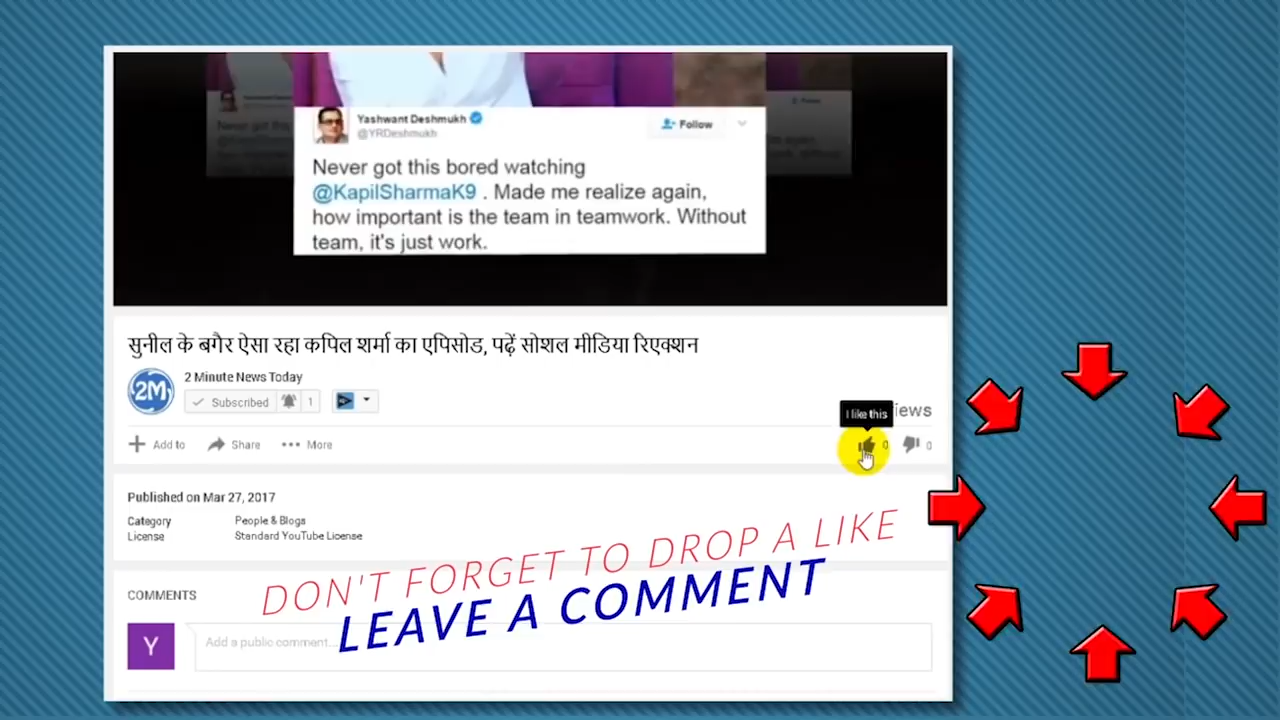 Yashwant Deshmukh
@YRDeshmukh
Follow
Never got this bored watching
@KapilSharmaK9 . Made me realize again,
how important is the team in teamwork. Without
team, it's just work.
सुनील के बगैर ऐसा रहा कपिल शर्मा का एपिसोड, पढ़ें सोशल मीडिया रिएक्शन
2M
2 Minute News Today
Subscribed 1
I like this
iews
Add to Share More 0 0
Published on Mar 27, 2017
Category People & Blogs
License Standard YouTube License
DON'T FORGET TO DROP A LIKE
LEAVE A COMMENT
COMMENTS
Y
Add a public comment...